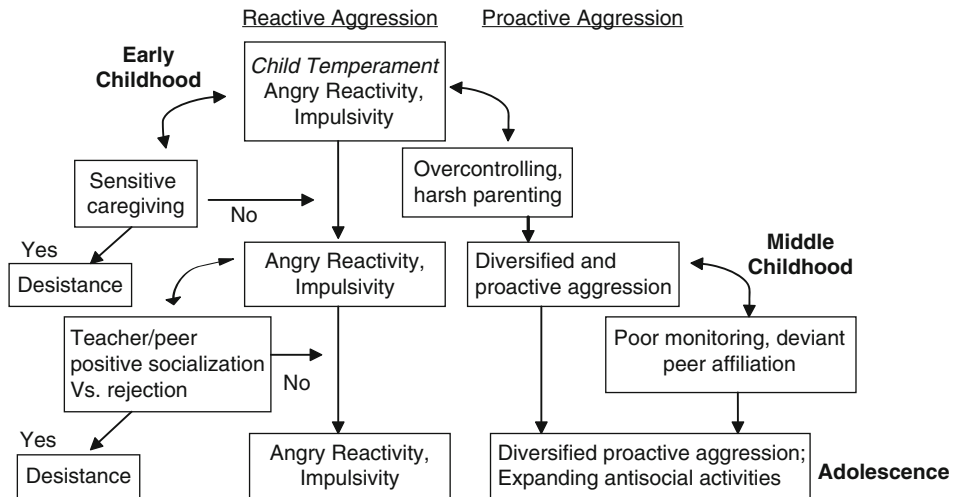 Reactive Aggression
Proactive Aggression
Early
Childhood
Child Temperament
Angry Reactivity,
Impulsivity
Sensitive
caregiving
No
Overcontrolling,
harsh parenting
Yes
Desistance
Angry Reactivity,
Impulsivity
Diversified and
proactive aggression
Middle
Childhood
Teacher/peer
positive socialization
Vs. rejection
No
Poor monitoring, deviant
peer affiliation
Yes
Desistance
Angry Reactivity,
Impulsivity
Diversified proactive aggression;
Expanding antisocial activities
Adolescence